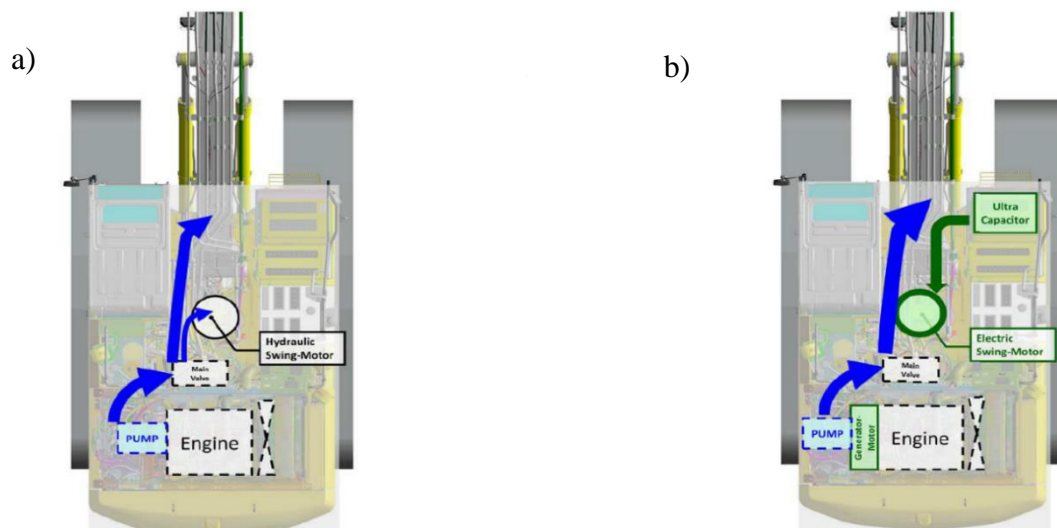 a)
Hydraulic
Swing-Motor
Main
Valve
PUMP
Engine
b)
Ultra
Capacitor
Electric
Swing-Motor
Main
Valve
PUMP
Generator-
Motor
Engine